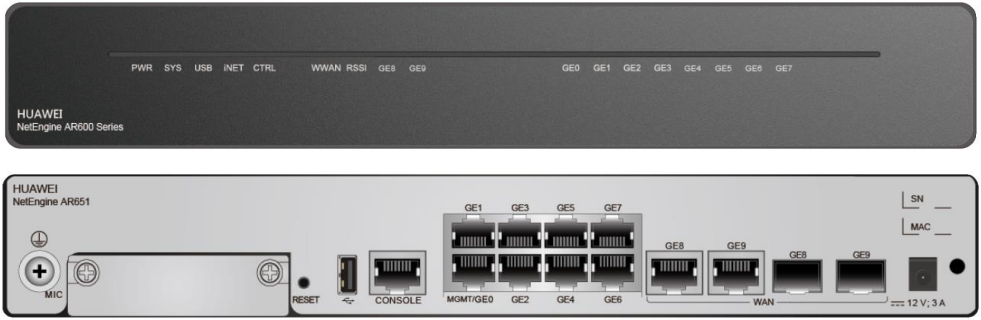 PWR SYS USB iNET CTRL WWAN RSSI GE8 GE9 GE0 GE1 GE2 GE3 GE4 GE5 GE6 GE7
HUAWEI
NetEngine AR600 Series
HUAWEI
NetEngine AR651
SN
MAC
GE1 GE3 GE5 GE7
GE8 GE9 GE8 GE9
MIC
RESET
CONSOLE
MGMT/GE0 GE2 GE4 GE6
WAN
12 V; 3 A